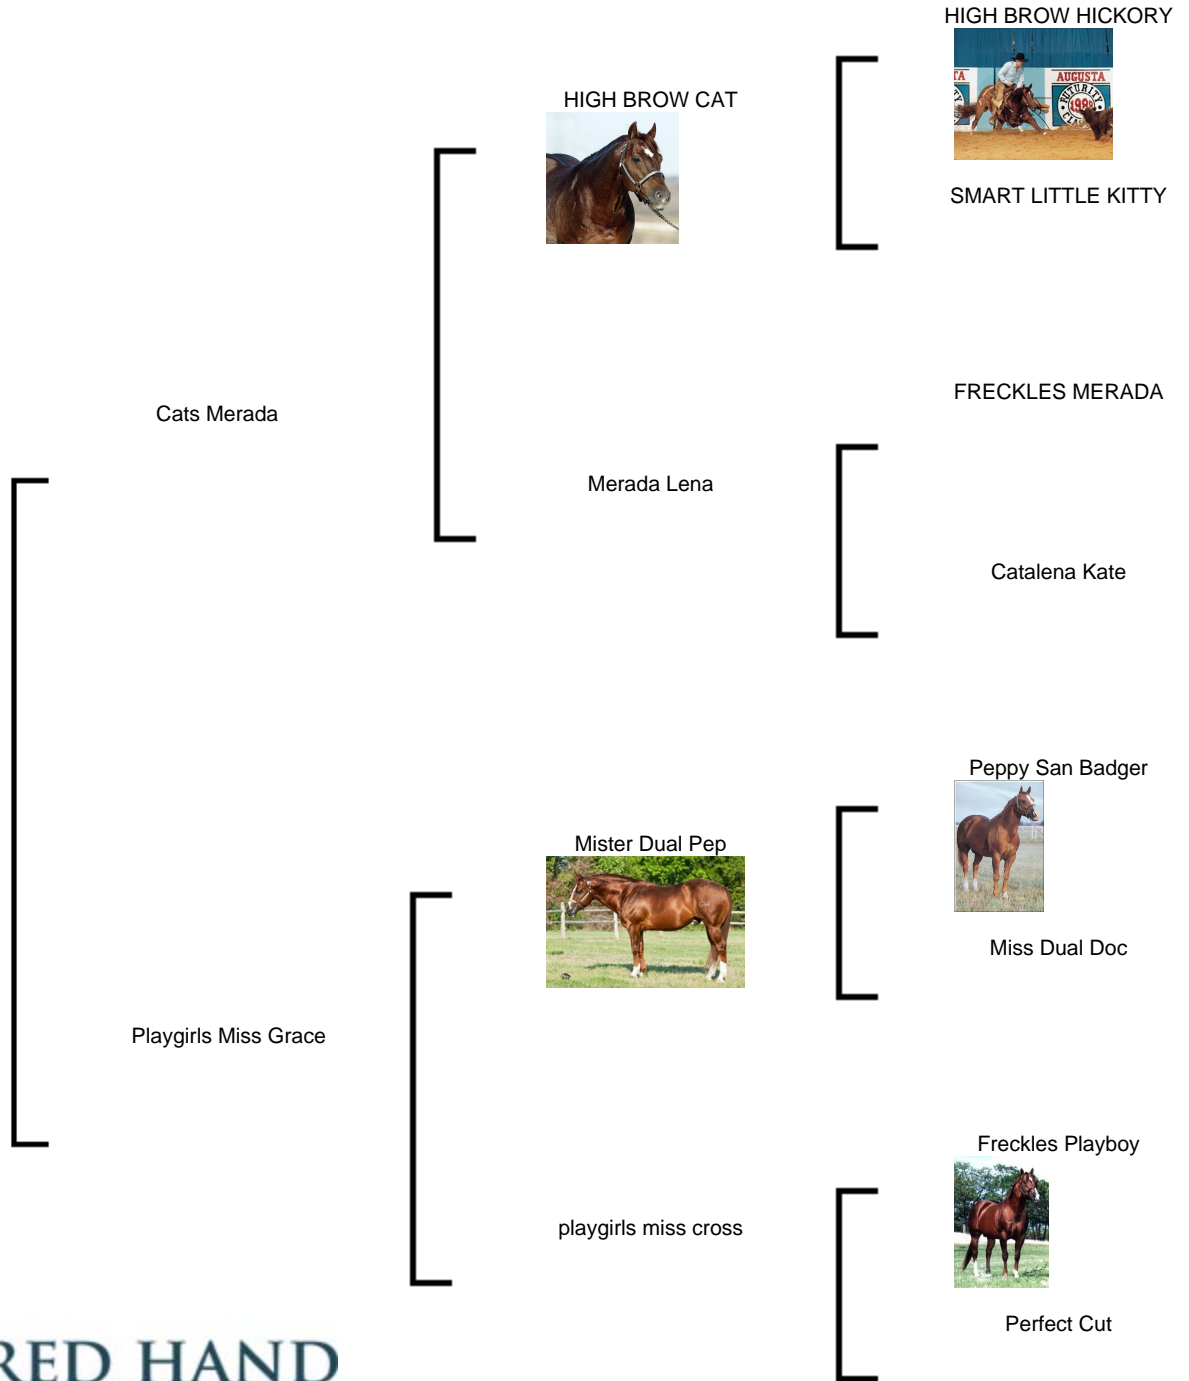 HIGH BROW HICKORY
HIGH BROW CAT
AUGUSTA
FUTURITY
SMART LITTLE KITTY
FRECKLES MERADA
Cats Merada
Merada Lena
Catalena Kate
Peppy San Badger
Mister Dual Pep
Miss Dual Doc
Playgirls Miss Grace
Freckles Playboy
playgirls miss cross
Perfect Cut
RED HAND